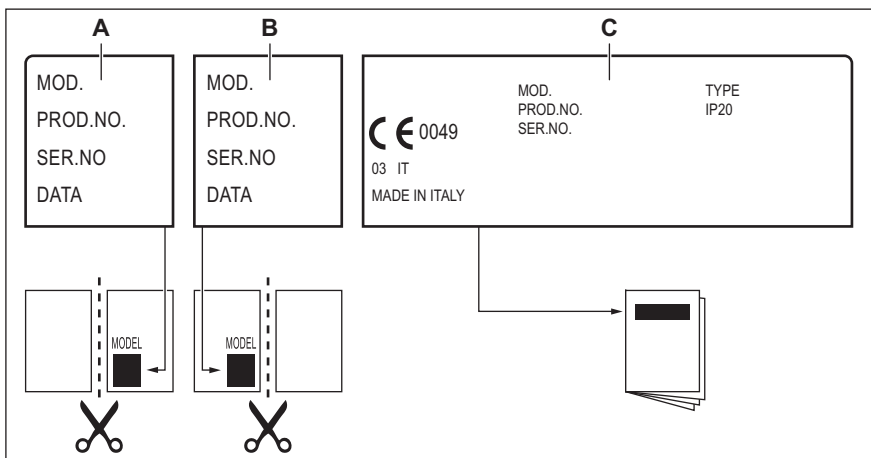 A
B
C
MOD.
PROD.NO.
SER.NO
DATA
MOD.
PROD.NO.
SER.NO
DATA
MOD.
PROD.NO.
SER.NO.
TYPE
IP20
CE 0049
03 IT
MADE IN ITALY
MODEL
MODEL